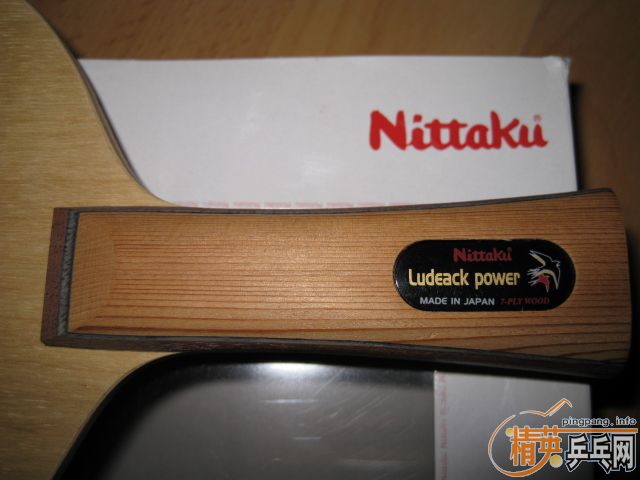 Nittaku®
Nittaku
Ludeack power
MADE IN JAPAN 7-PLY WOOD
pingpang.info
精英乒乓网